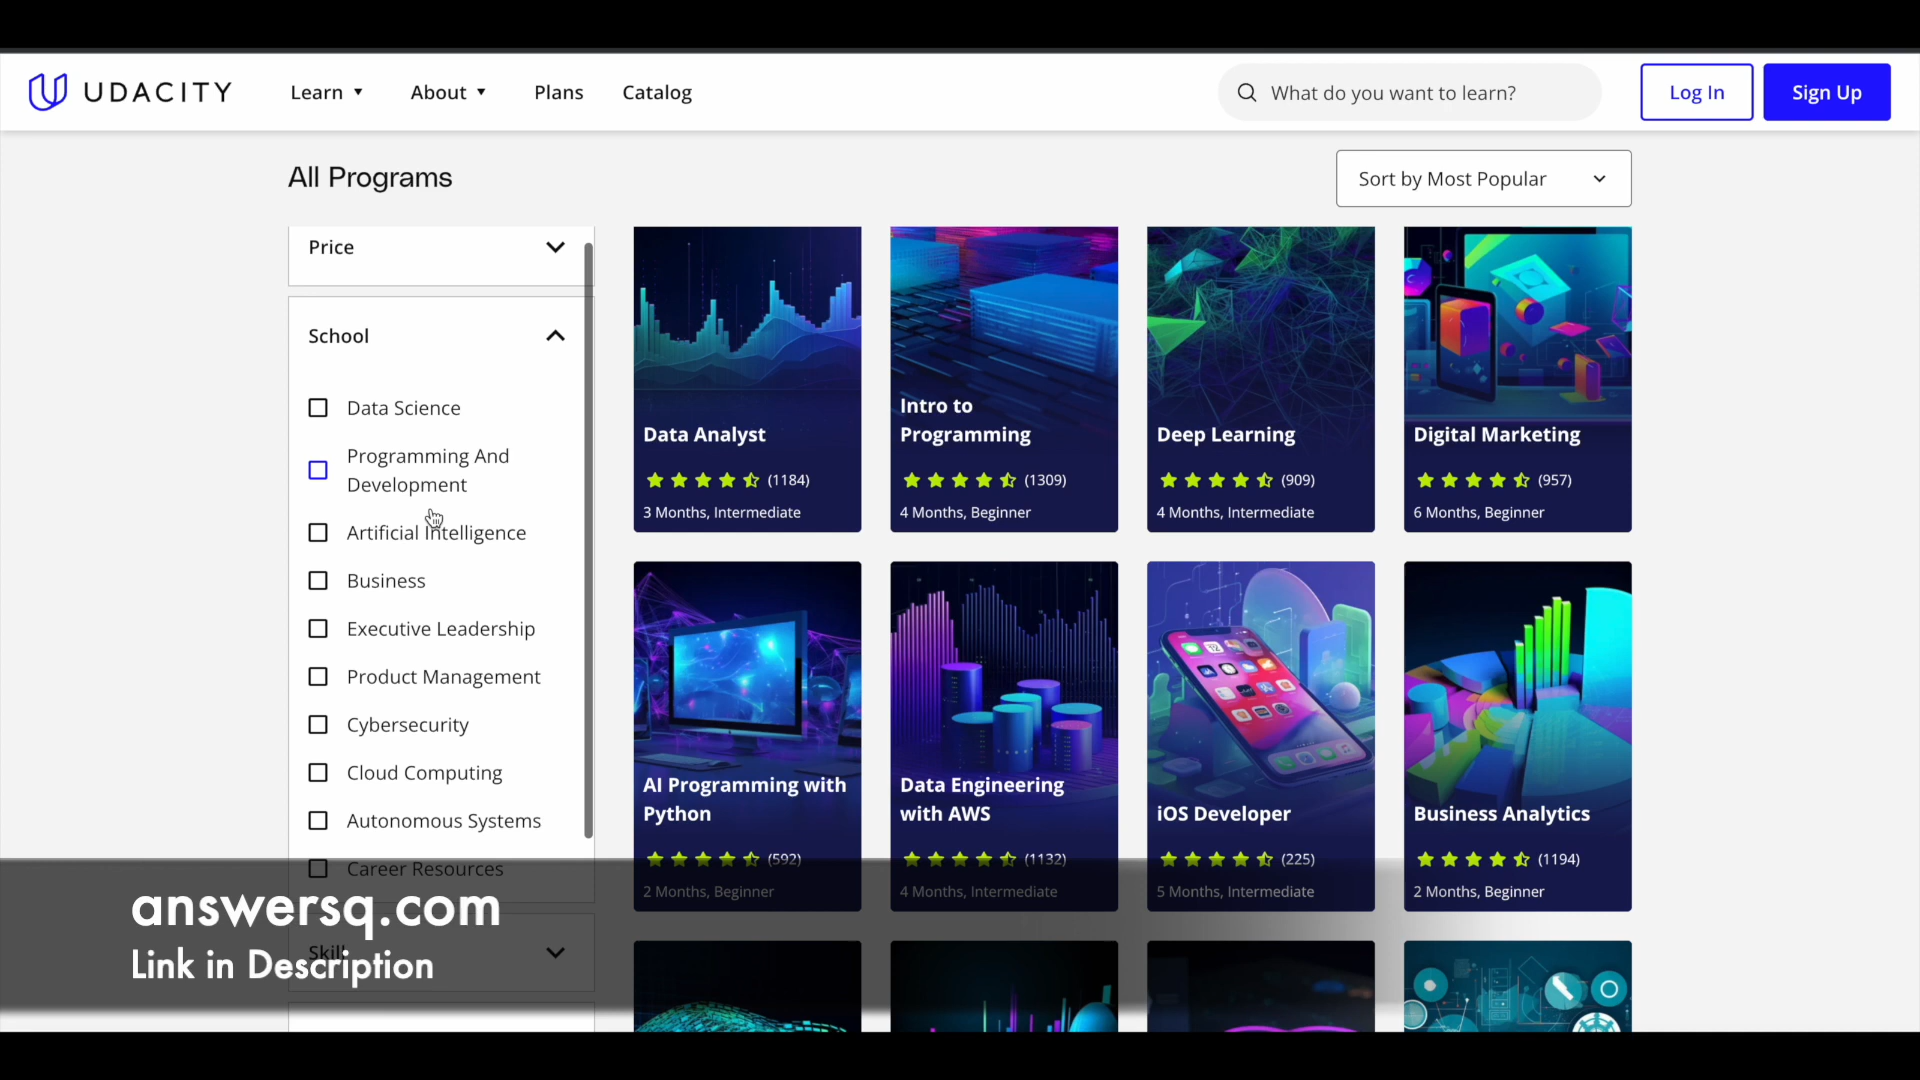 UDACITY
Learn
About
Plans
Catalog
What do you want to learn?
Log In
Sign Up
All Programs
Sort by Most Popular
Price
School
Data Science
Programming And
Development
Artificial Intelligence
Business
Executive Leadership
Product Management
Cybersecurity
Cloud Computing
Autonomous Systems
Career Resources
Skill
Data Analyst
(1184)
3 Months, Intermediate
Intro to
Programming
(1309)
4 Months, Beginner
Deep Learning
(909)
4 Months, Intermediate
Digital Marketing
(957)
6 Months, Beginner
AI Programming with
Python
(592)
2 Months, Beginner
Data Engineering
with AWS
(1132)
4 Months, Intermediate
iOS Developer
(225)
5 Months, Intermediate
Business Analytics
(1194)
2 Months, Beginner
answersq.com
Link in Description